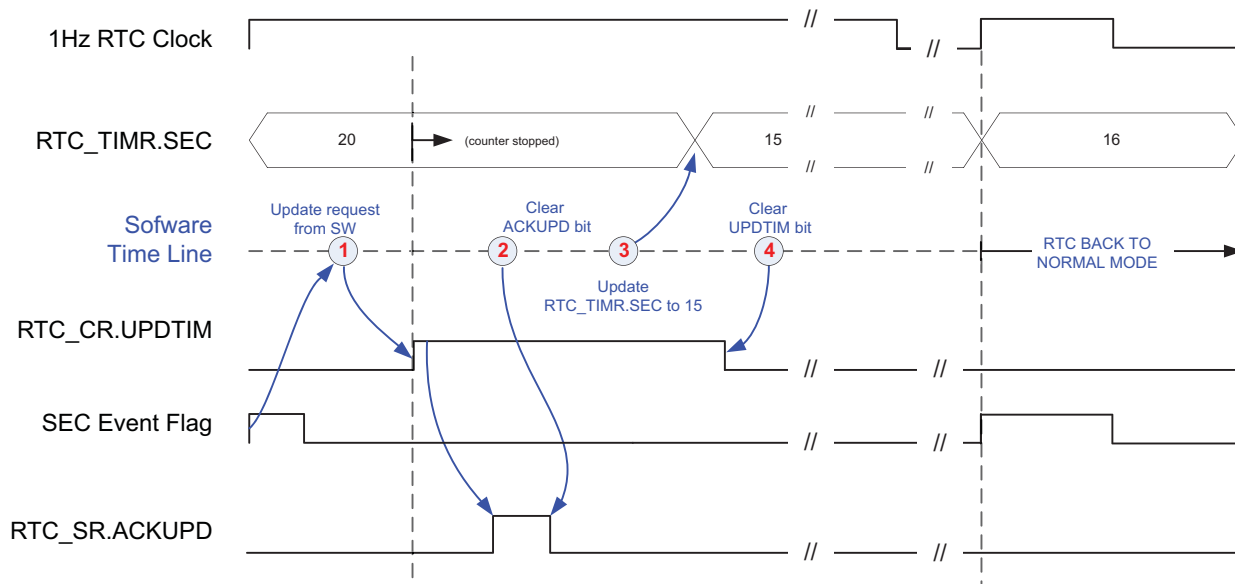 1Hz RTC Clock
//
//
RTC_TIMR.SEC
20
(counter stopped)
15
16
//
//
//
//
Sofware
Time Line
Update request
from SW
1
Clear
ACKUPD bit
2
3
Update
RTC_TIMR.SEC to 15
Clear
UPDTIM bit
4
RTC BACK TO
NORMAL MODE
RTC_CR.UPDTIM
//
//
SEC Event Flag
//
//
RTC_SR.ACKUPD
//
//